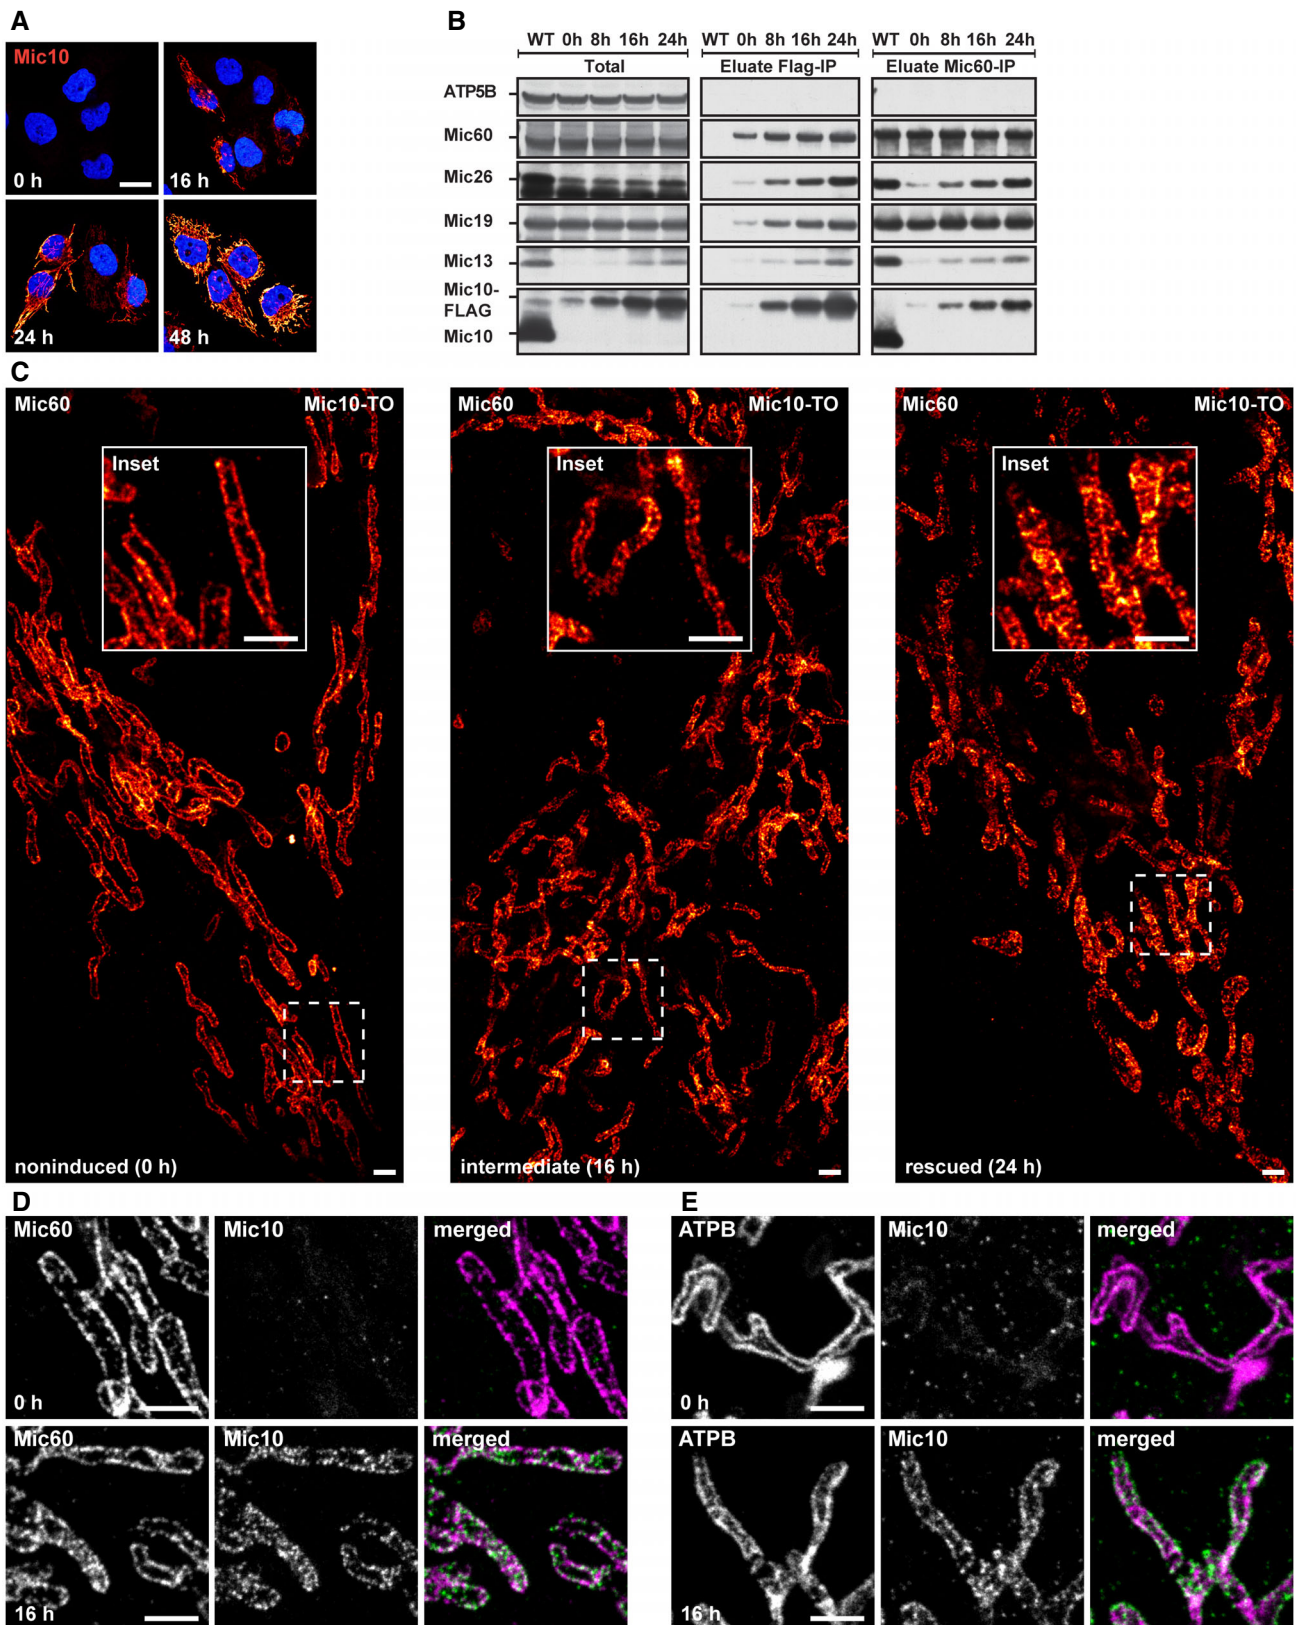 A
Mic10
0 h
16 h
24 h
48 h
B
WT 0h 8h 16h 24h WT 0h 8h 16h 24h WT 0h 8h 16h 24h
Total Eluate Flag-IP Eluate Mic60-IP
ATP5B
Mic60
Mic26
Mic19
Mic13
Mic10-
FLAG
Mic10
C
Mic60 Mic10-TO
Inset
noninduced (0 h)
Mic60 Mic10-TO
Inset
intermediate (16 h)
Mic60 Mic10-TO
Inset
rescued (24 h)
D
Mic60 Mic10 merged
0 h
Mic60 Mic10 merged
16 h
E
ATPB Mic10 merged
0 h
ATPB Mic10 merged
16 h